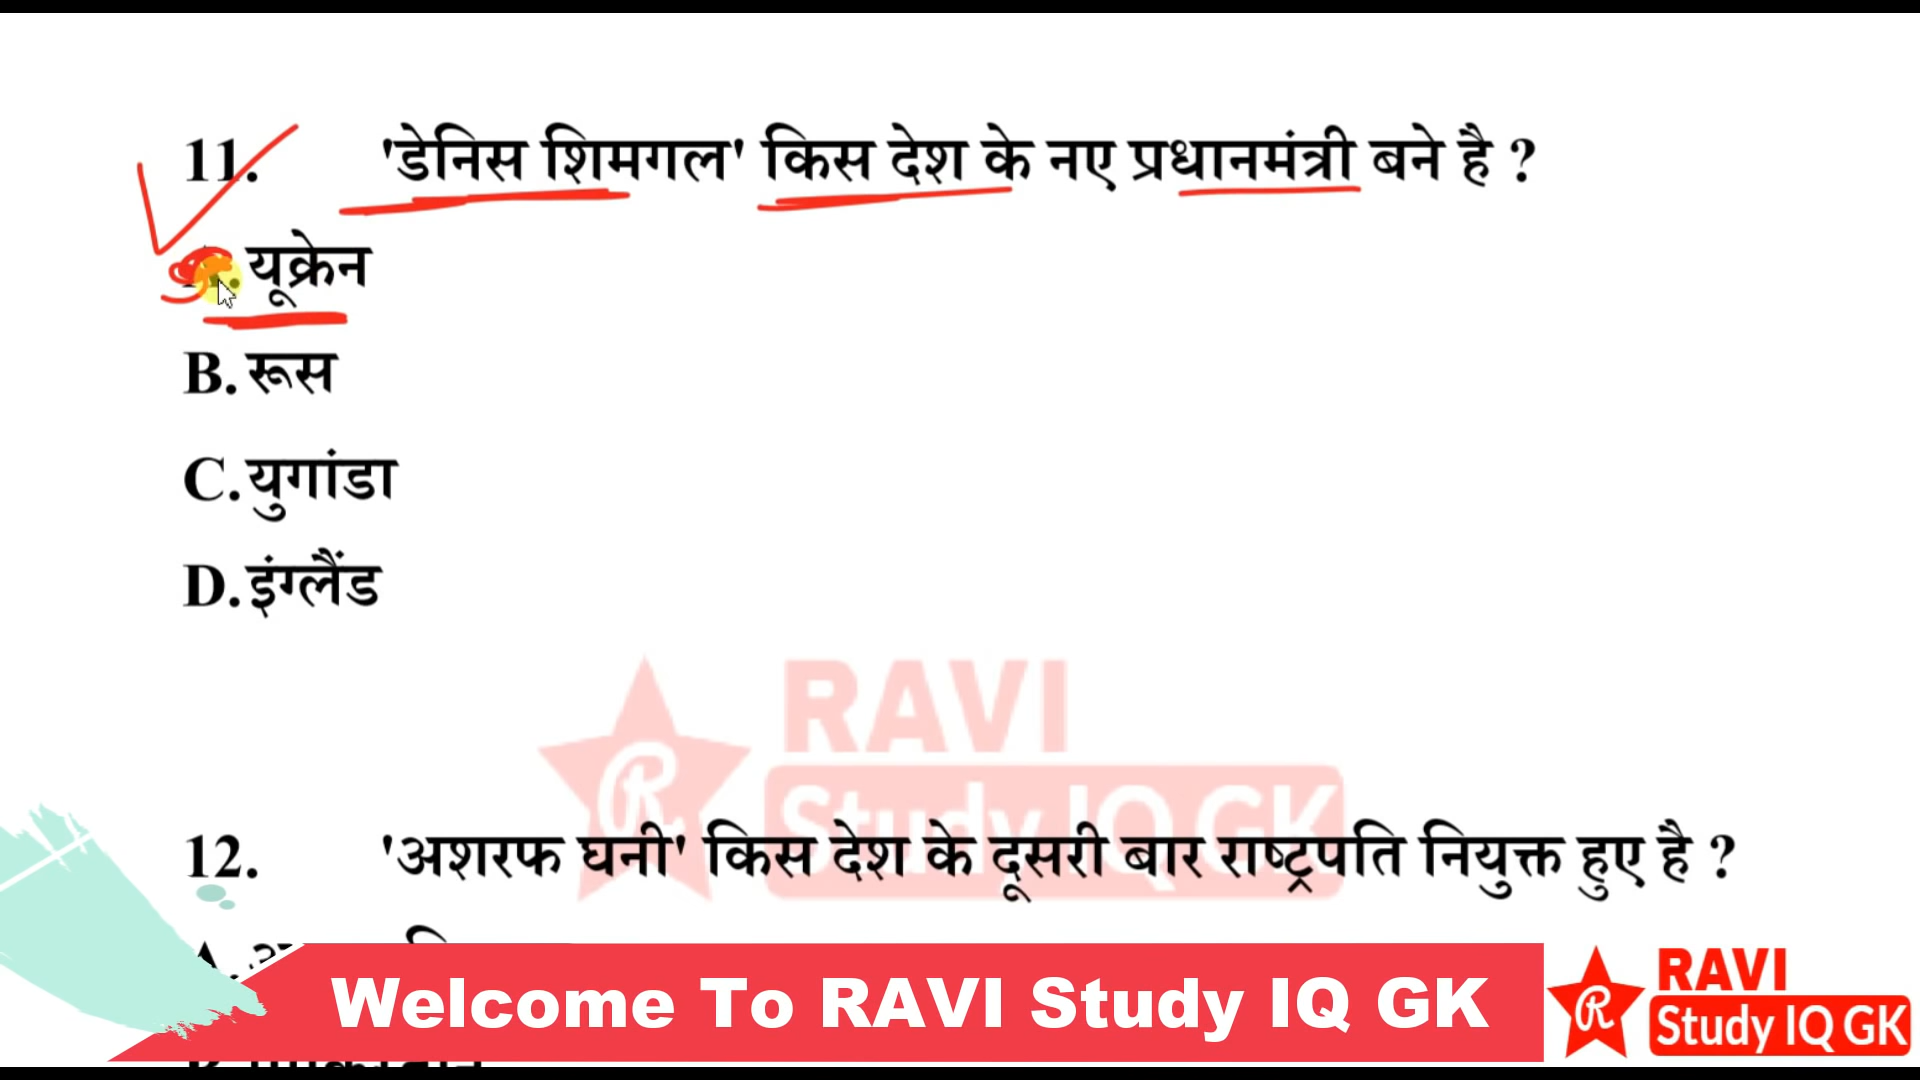 11. 'डेनिस शिमगल' किस देश के नए प्रधानमंत्री बने है ?
यूक्रेन
B. रूस
C. युगांडा
D. इंग्लैंड
RAVI
Study IQ GK
12. 'अशरफ घनी' किस देश के दूसरी बार राष्ट्रपति नियुक्त हुए है ?
Welcome To RAVI Study IQ GK
RAVI
Study IQ GK